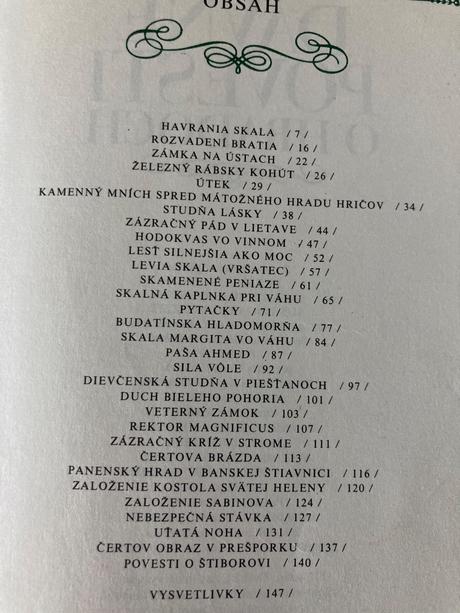 OBSAH
HAVRANIA SKALA / 7 /
ROZVADENÍ BRATIA / 16 /
ZÁMKA NA ÚSTACH / 22 /
ŽELEZNÝ RÁBSKY KOHÚT / 26 /
ÚTEK / 29 /
KAMENNÝ MNÍCH SPRED MÁTOŽNÉHO HRADU HRIČOV / 34 /
STUDŇA LÁSKY / 38 /
ZÁZRAČNÝ PÁD V LIETAVE / 44 /
HODOKVAS VO VINNOM / 47 /
LESŤ SILNEJŠIA AKO MOC / 52 /
LEVIA SKALA (VRŠATEC) / 57 /
SKAMENENÉ PENIAZE / 61 /
SKALNÁ KAPLNKA PRI VÁHU / 65 /
PYTAČKY / 71 /
BUDATÍNSKA HLADOMORŇA / 77 /
SKALA MARGITA VO VÁHU / 84 /
PAŠA AHMED / 87 /
SILA VÔLE / 92 /
DIEVČENSKÁ STUDŇA V PIEŠŤANOCH / 97 /
DUCH BIELEHO POHORIA / 101 /
VETERNÝ ZÁMOK / 103 /
REKTOR MAGNIFICUS / 107 /
ZÁZRAČNÝ KRÍŽ V STROME / 111 /
ČERTOVA BRÁZDA / 113 /
PANENSKÝ HRAD V BANSKEJ ŠTIAVNICI / 116 /
ZALOŽENIE KOSTOLA SVÄTEJ HELENY / 120 /
ZALOŽENIE SABINOVA / 124 /
NEBEZPEČNÁ STÁVKA / 127 /
UŤATÁ NOHA / 131 /
ČERTOV OBRAZ V PREŠPORKU / 137 /
POVESTI O ŠTIBOROVI / 140 /
VYSVETLIVKY / 147 /